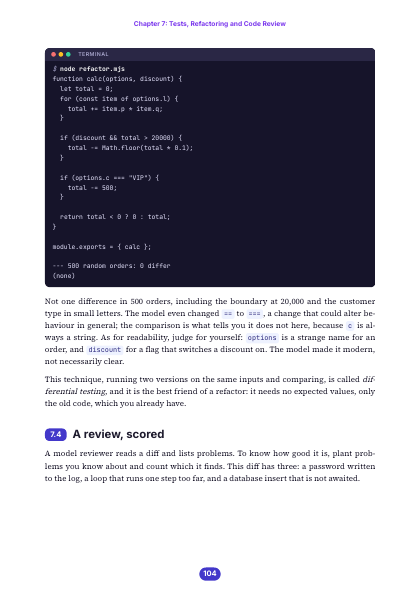 Chapter 7: Tests, Refactoring and Code Review
TERMINAL
$ node refactor.mjs
function calc(options, discount) {
  let total = 0;
  for (const item of options.l) {
    total += item.p * item.q;
  }

  if (discount && total > 20000) {
    total -= Math.floor(total * 0.1);
  }

  if (options.c === "VIP") {
    total -= 500;
  }

  return total < 0 ? 0 : total;
}

module.exports = { calc };

--- 500 random orders: 0 differ
(none)
Not one difference in 500 orders, including the boundary at 20,000 and the customer
type in small letters. The model even changed == to ===, a change that could alter be-
haviour in general; the comparison is what tells you it does not here, because c is al-
ways a string. As for readability, judge for yourself: options is a strange name for an
order, and discount for a flag that switches a discount on. The model made it modern,
not necessarily clear.
This technique, running two versions on the same inputs and comparing, is called dif-
ferential testing, and it is the best friend of a refactor: it needs no expected values, only
the old code, which you already have.
7.4 A review, scored
A model reviewer reads a diff and lists problems. To know how good it is, plant prob-
lems you know about and count which it finds. This diff has three: a password written
to the log, a loop that runs one step too far, and a database insert that is not awaited.
104